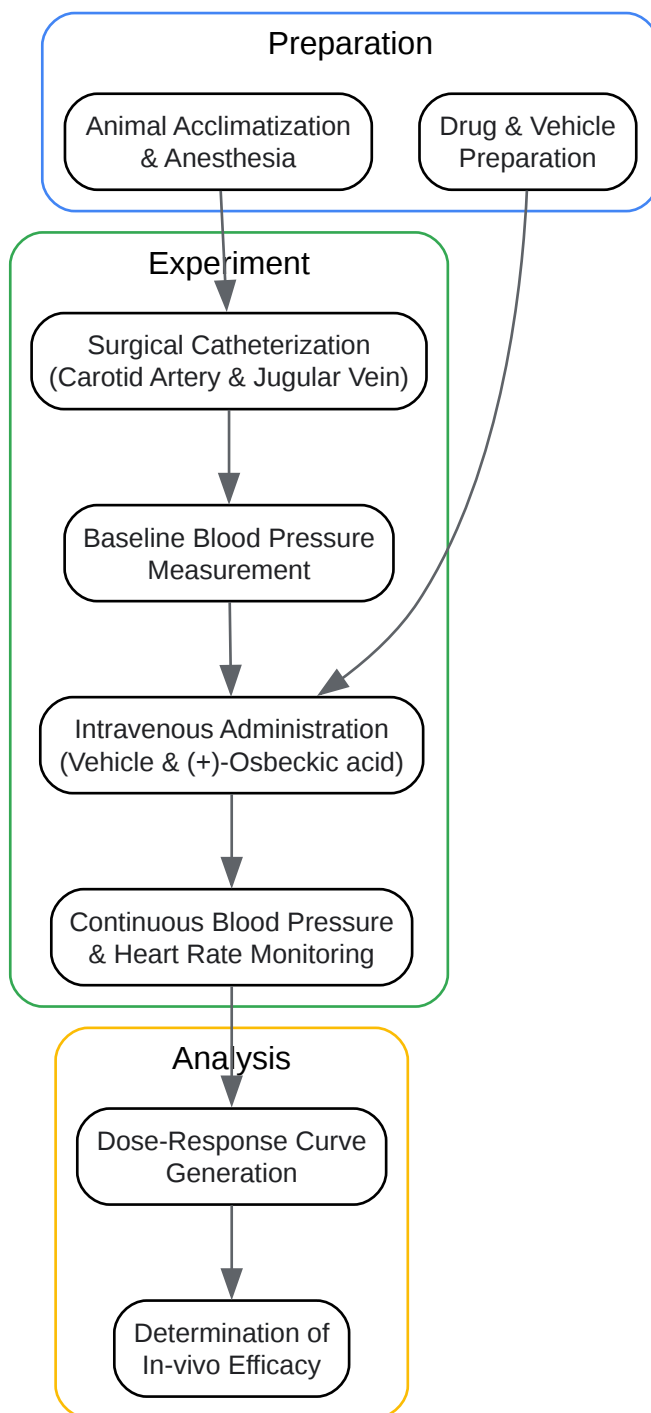 Preparation
Animal Acclimatization
& Anesthesia
Drug & Vehicle
Preparation
Experiment
Surgical Catheterization
(Carotid Artery & Jugular Vein)
Baseline Blood Pressure
Measurement
Intravenous Administration
(Vehicle & (+)-Osbeckic acid)
Continuous Blood Pressure
& Heart Rate Monitoring
Analysis
Dose-Response Curve
Generation
Determination of
In-vivo Efficacy